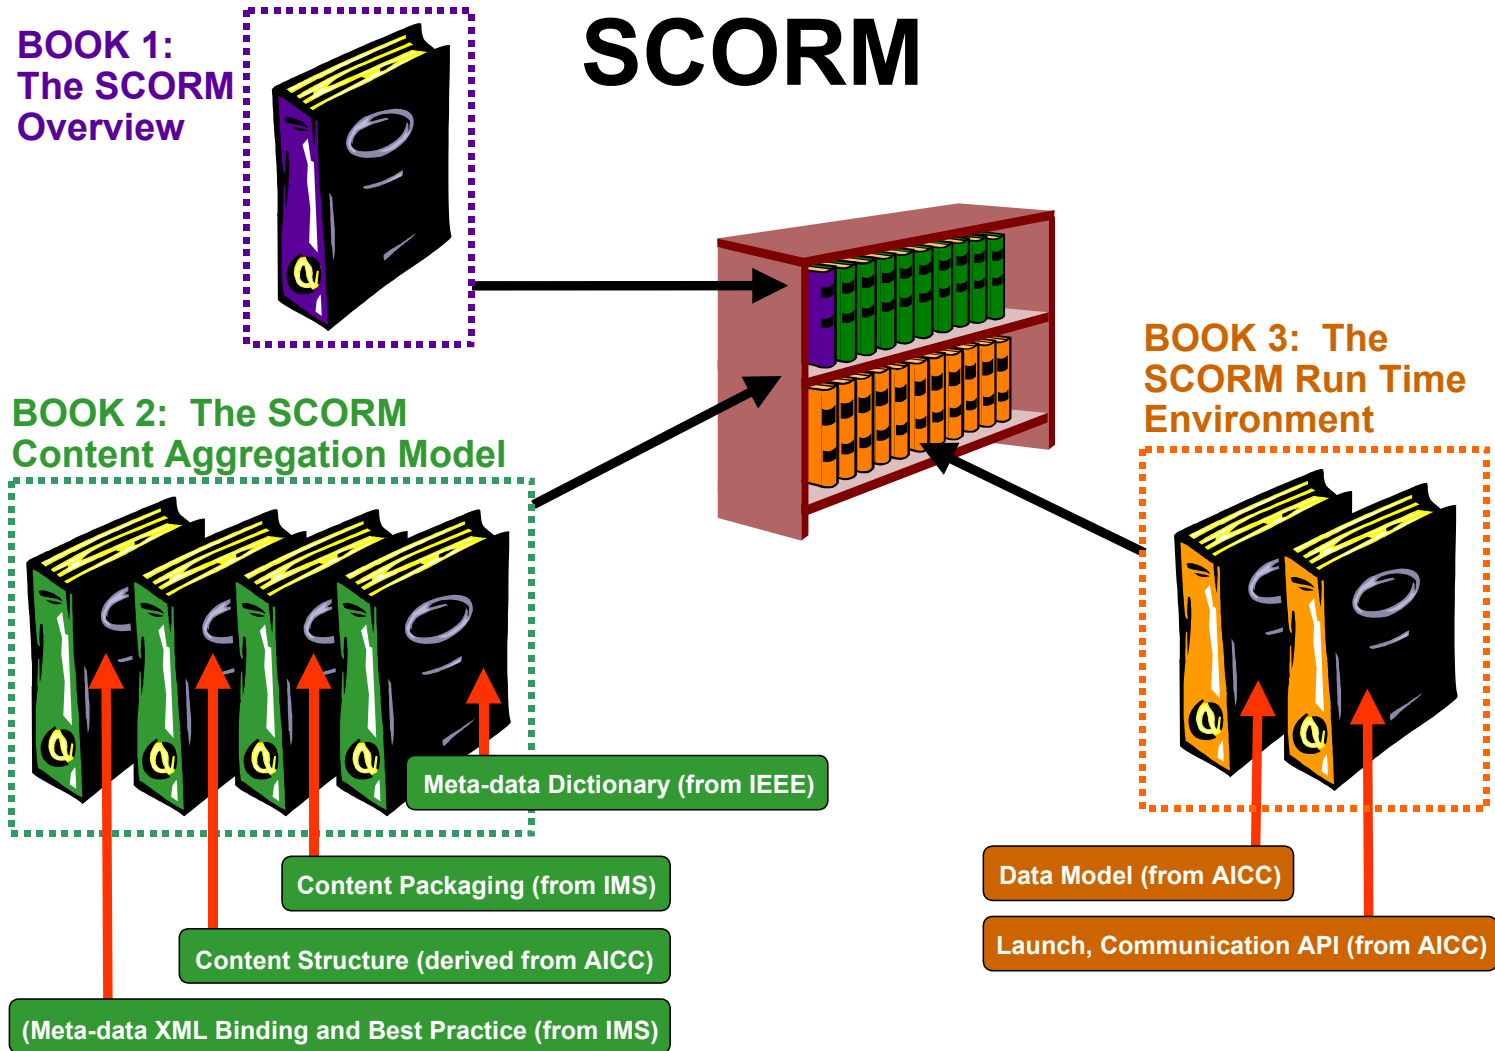 SCORM
BOOK 1:
The SCORM
Overview
BOOK 2:  The SCORM
Content Aggregation Model
BOOK 3:  The
SCORM Run Time
Environment
Meta-data Dictionary (from IEEE)
Content Packaging (from IMS)
Content Structure (derived from AICC)
(Meta-data XML Binding and Best Practice (from IMS)
Data Model (from AICC)
Launch, Communication API (from AICC)